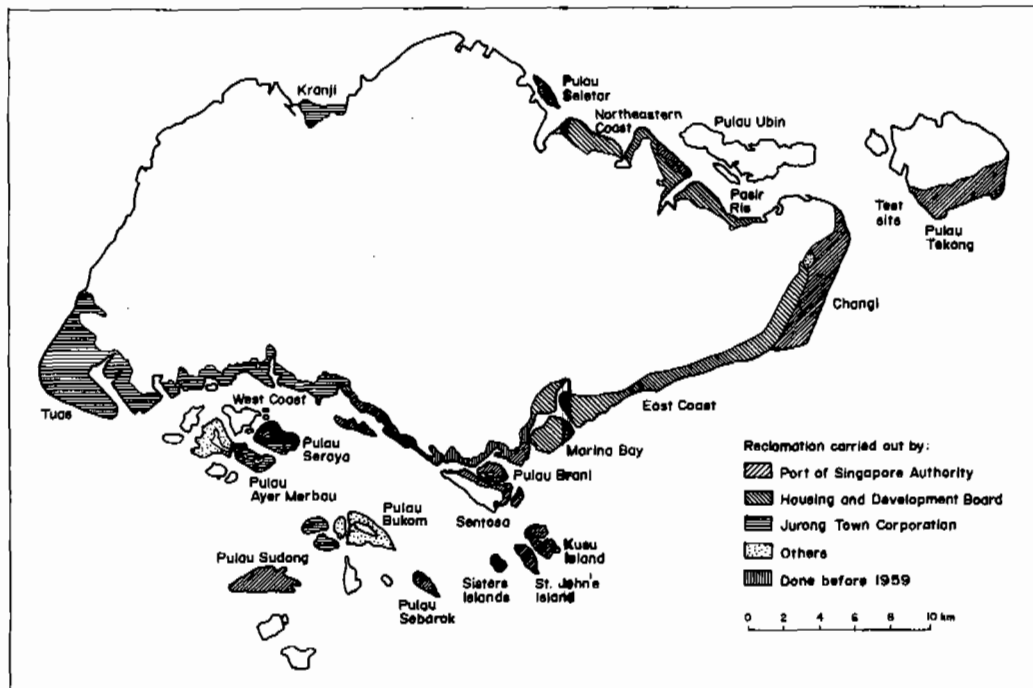 Kranji
Pulau
Seletar
Northeastern
Coast
Pulau Ubin
Pasir
Ris
Test
site
Pulau
Tekong
Changi
Tuas
West Coast
Pulau
Seraya
Pulau
Ayer Merbau
East Coast
Marina Bay
Pulau Brani
Sentosa
Pulau
Bukom
Pulau Sudong
Kusu
Island
Sisters
Islands
St. John's
Island
Pulau
Sebarok
Reclamation carried out by:
Port of Singapore Authority
Housing and Development Board
Jurong Town Corporation
Others
Done before 1959
0 2 4 6 8 10 km